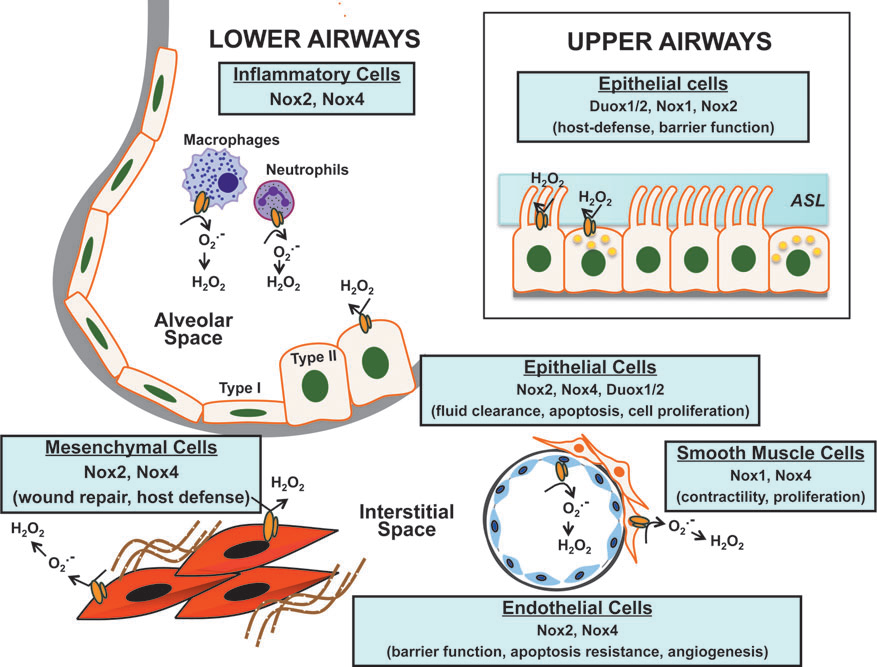 LOWER AIRWAYS
Inflammatory Cells
Nox2, Nox4
Macrophages
Neutrophils
O₂·⁻
H₂O₂
O₂·⁻
H₂O₂
H₂O₂
Alveolar
Space
Type I
Type II
UPPER AIRWAYS
Epithelial cells
Duox1/2, Nox1, Nox2
(host-defense, barrier function)
H₂O₂
H₂O₂
ASL
Epithelial Cells
Nox2, Nox4, Duox1/2
(fluid clearance, apoptosis, cell proliferation)
Mesenchymal Cells
Nox2, Nox4
(wound repair, host defense)
H₂O₂
H₂O₂
O₂·⁻
Interstitial
Space
O₂·⁻
H₂O₂
Smooth Muscle Cells
Nox1, Nox4
(contractility, proliferation)
O₂·⁻
H₂O₂
Endothelial Cells
Nox2, Nox4
(barrier function, apoptosis resistance, angiogenesis)